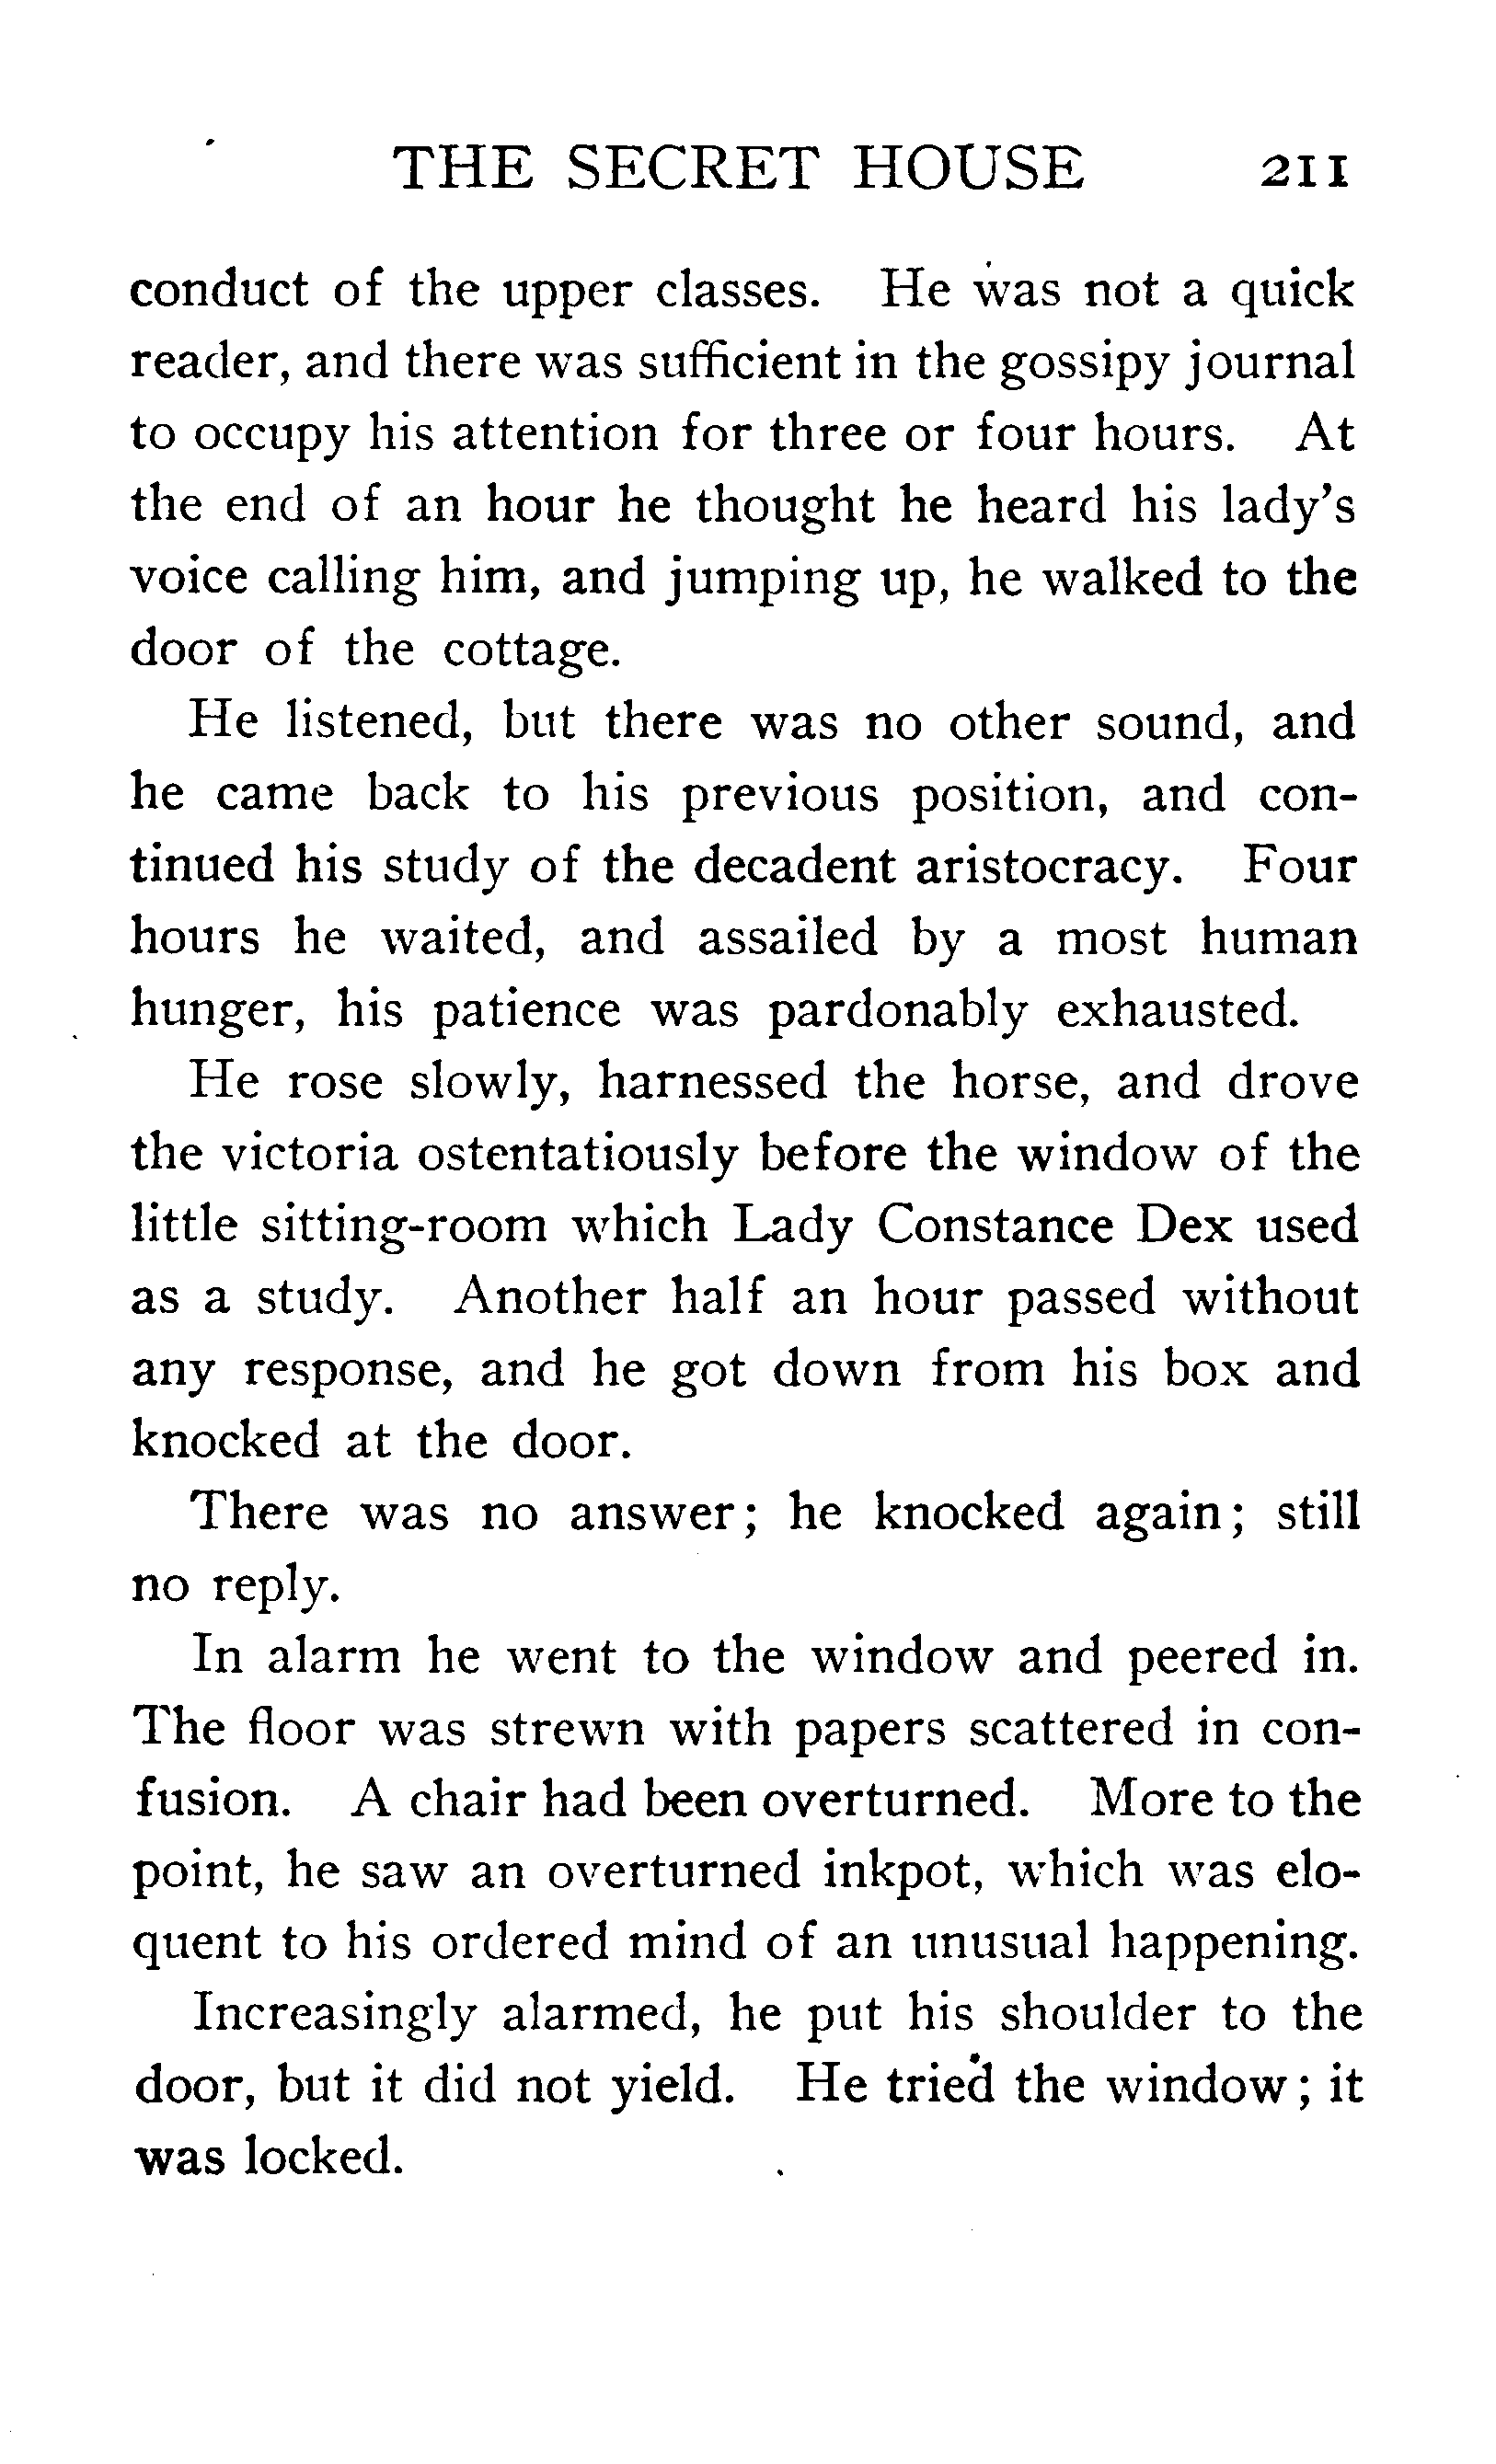 THE SECRET HOUSE 211
conduct of the upper classes. He was not a quick
reader, and there was sufficient in the gossipy journal
to occupy his attention for three or four hours. At
the end of an hour he thought he heard his lady's
voice calling him, and jumping up, he walked to the
door of the cottage.
He listened, but there was no other sound, and
he came back to his previous position, and con-
tinued his study of the decadent aristocracy. Four
hours he waited, and assailed by a most human
hunger, his patience was pardonably exhausted.
He rose slowly, harnessed the horse, and drove
the victoria ostentatiously before the window of the
little sitting-room which Lady Constance Dex used
as a study. Another half an hour passed without
any response, and he got down from his box and
knocked at the door.
There was no answer; he knocked again; still
no reply.
In alarm he went to the window and peered in.
The floor was strewn with papers scattered in con-
fusion. A chair had been overturned. More to the
point, he saw an overturned inkpot, which was elo-
quent to his ordered mind of an unusual happening.
Increasingly alarmed, he put his shoulder to the
door, but it did not yield. He tried the window; it
was locked.